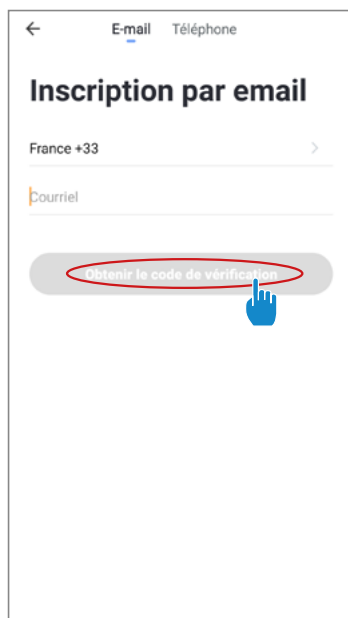 E-mail Téléphone
Inscription par email
France +33
Courriel
Obtenir le code de vérification